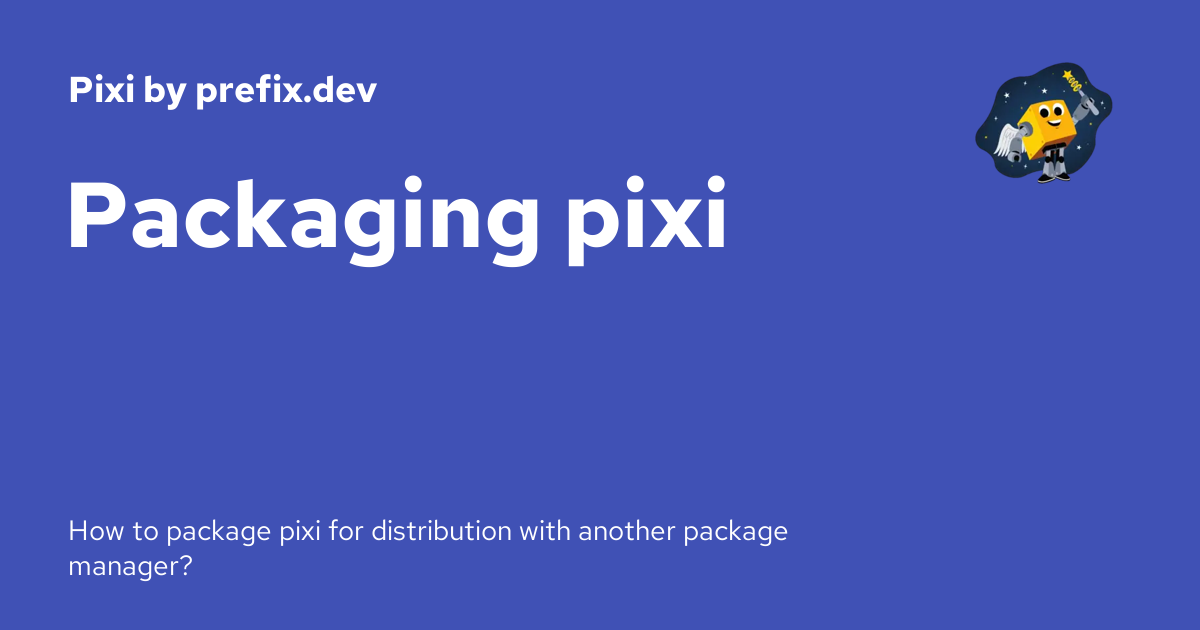 Pixi by prefix.dev
Packaging pixi
How to package pixi for distribution with another package
manager?